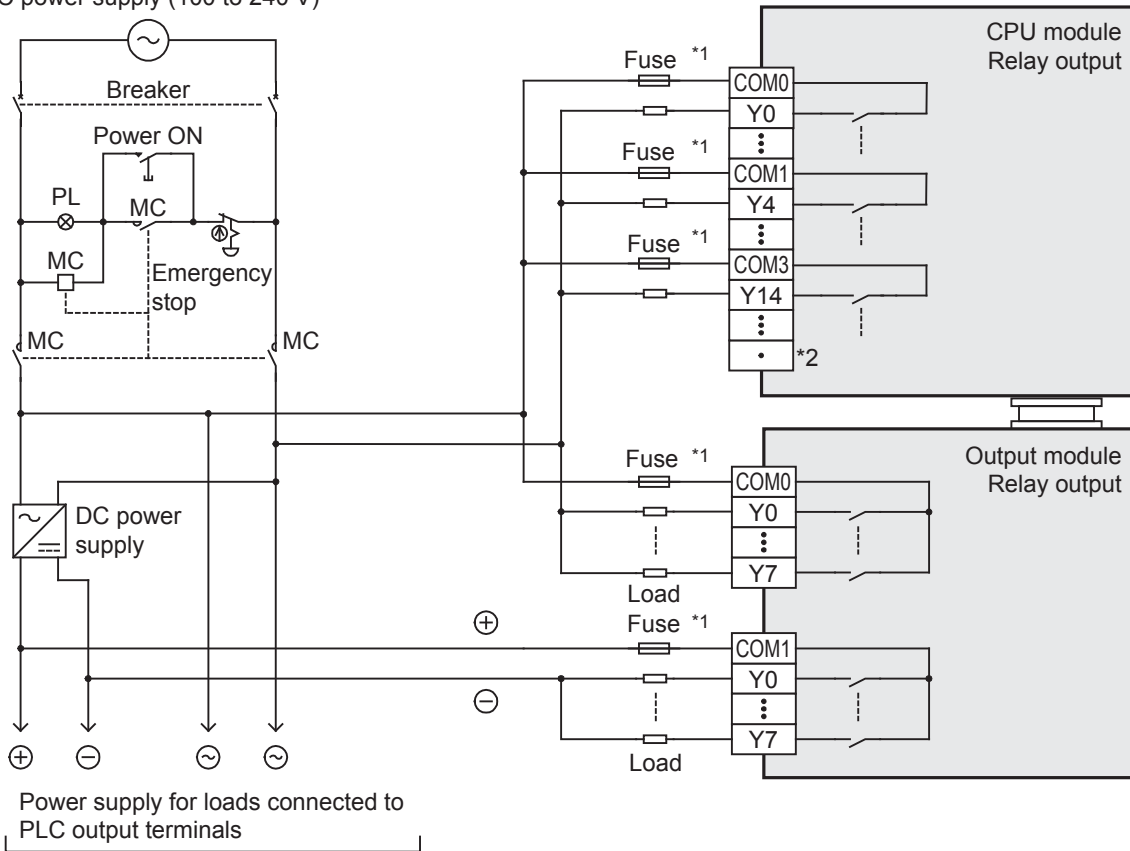 power supply (100 to 240 V)
Breaker
Power ON
PL
MC
MC
Emergency
stop
MC
MC
DC power
supply
Power supply for loads connected to
PLC output terminals
CPU module
Relay output
Fuse *1
COM0
Y0
Fuse *1
COM1
Y4
Fuse *1
COM3
Y14
*2
Output module
Relay output
Fuse *1
COM0
Y0
Y7
Load
Fuse *1
COM1
Y0
Y7
Load